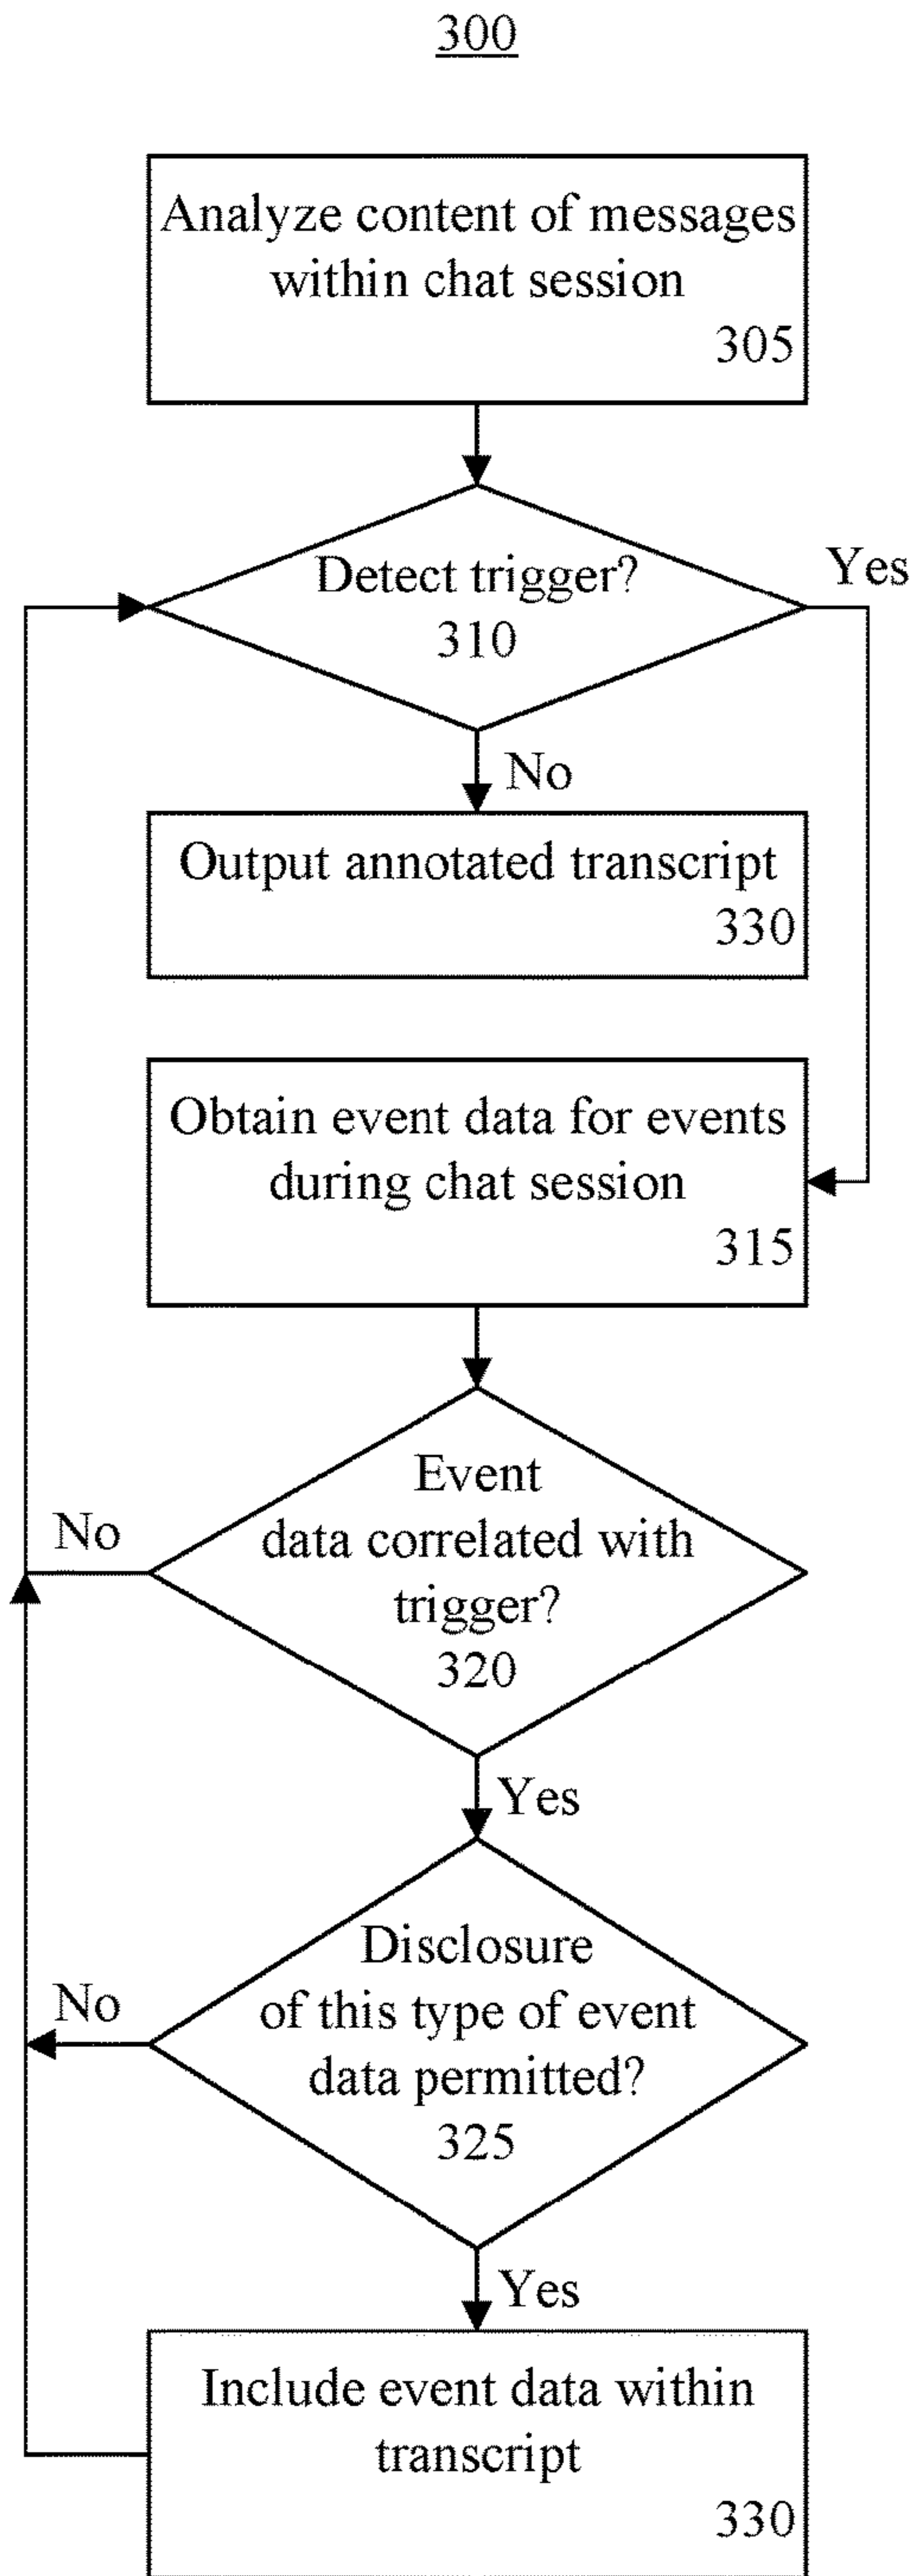 300
Analyze content of messages
within chat session
305
Detect trigger?
310
Yes
No
Output annotated transcript
330
Obtain event data for events
during chat session
315
Event
data correlated with
trigger?
320
No
Yes
Disclosure
of this type of event
data permitted?
325
No
Yes
Include event data within
transcript
330